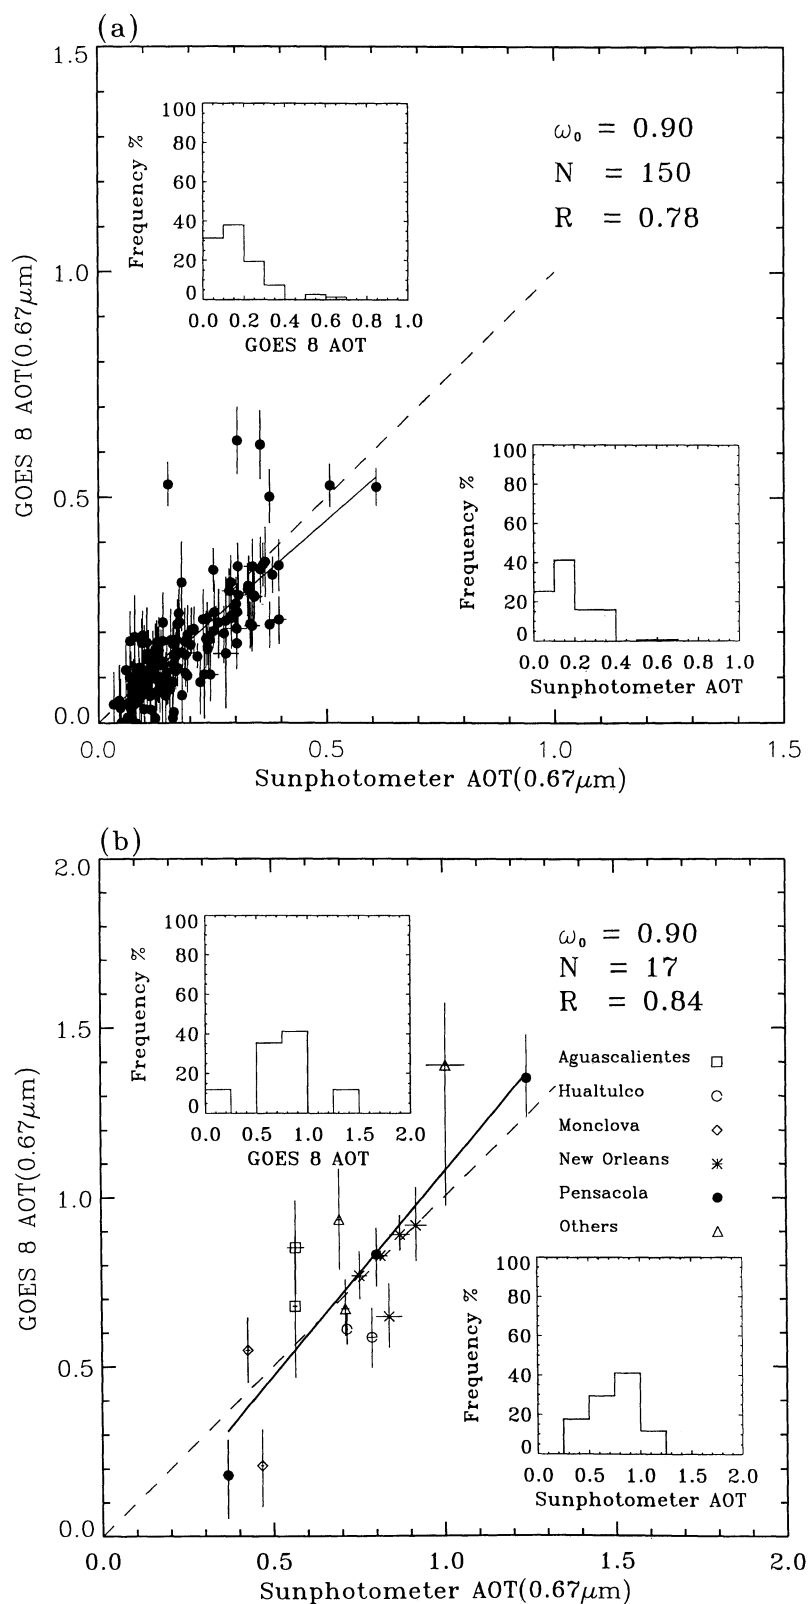 (a)
1.5
1.0
0.5
0.0
GOES 8 AOT(0.67μm)
ω₀ = 0.90
N = 150
R = 0.78
100
80
60
40
20
0
Frequency %
0.0 0.2 0.4 0.6 0.8 1.0
GOES 8 AOT
100
80
60
40
20
0
Frequency %
0.0 0.2 0.4 0.6 0.8 1.0
Sunphotometer AOT
0.0 0.5 1.0 1.5
Sunphotometer AOT(0.67μm)
(b)
2.0
1.5
1.0
0.5
0.0
GOES 8 AOT(0.67μm)
ω₀ = 0.90
N = 17
R = 0.84
100
80
60
40
20
0
Frequency %
0.0 0.5 1.0 1.5 2.0
GOES 8 AOT
Aguascalientes
Hualtulco
Monclova
New Orleans
Pensacola
Others
100
80
60
40
20
0
Frequency %
0.0 0.5 1.0 1.5 2.0
Sunphotometer AOT
0.0 0.5 1.0 1.5 2.0
Sunphotometer AOT(0.67μm)